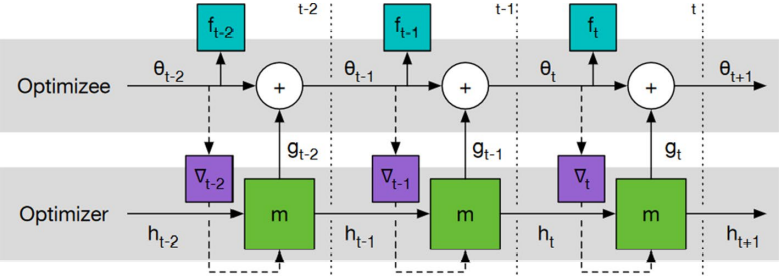 t-2
t-1
t
f_{t-2}
f_{t-1}
f_t
Optimizee
θ_{t-2}
+
θ_{t-1}
+
θ_t
+
θ_{t+1}
g_{t-2}
g_{t-1}
g_t
∇_{t-2}
∇_{t-1}
∇_t
Optimizer
m
m
m
h_{t-2}
h_{t-1}
h_t
h_{t+1}